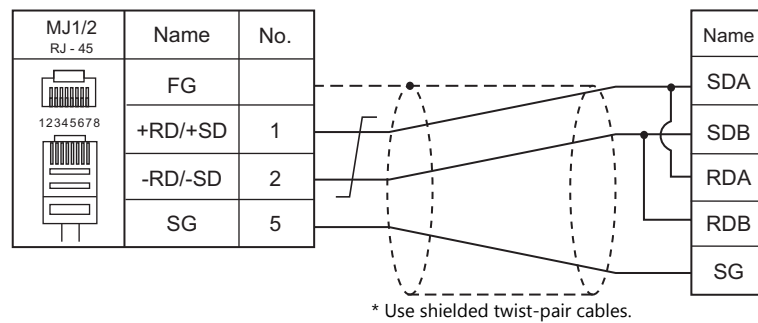 MJ1/2 Name No. Name
RJ - 45
FG SDA
12345678
+RD/+SD 1 SDB
-RD/-SD 2 RDA
SG 5 RDB
SG
* Use shielded twist-pair cables.